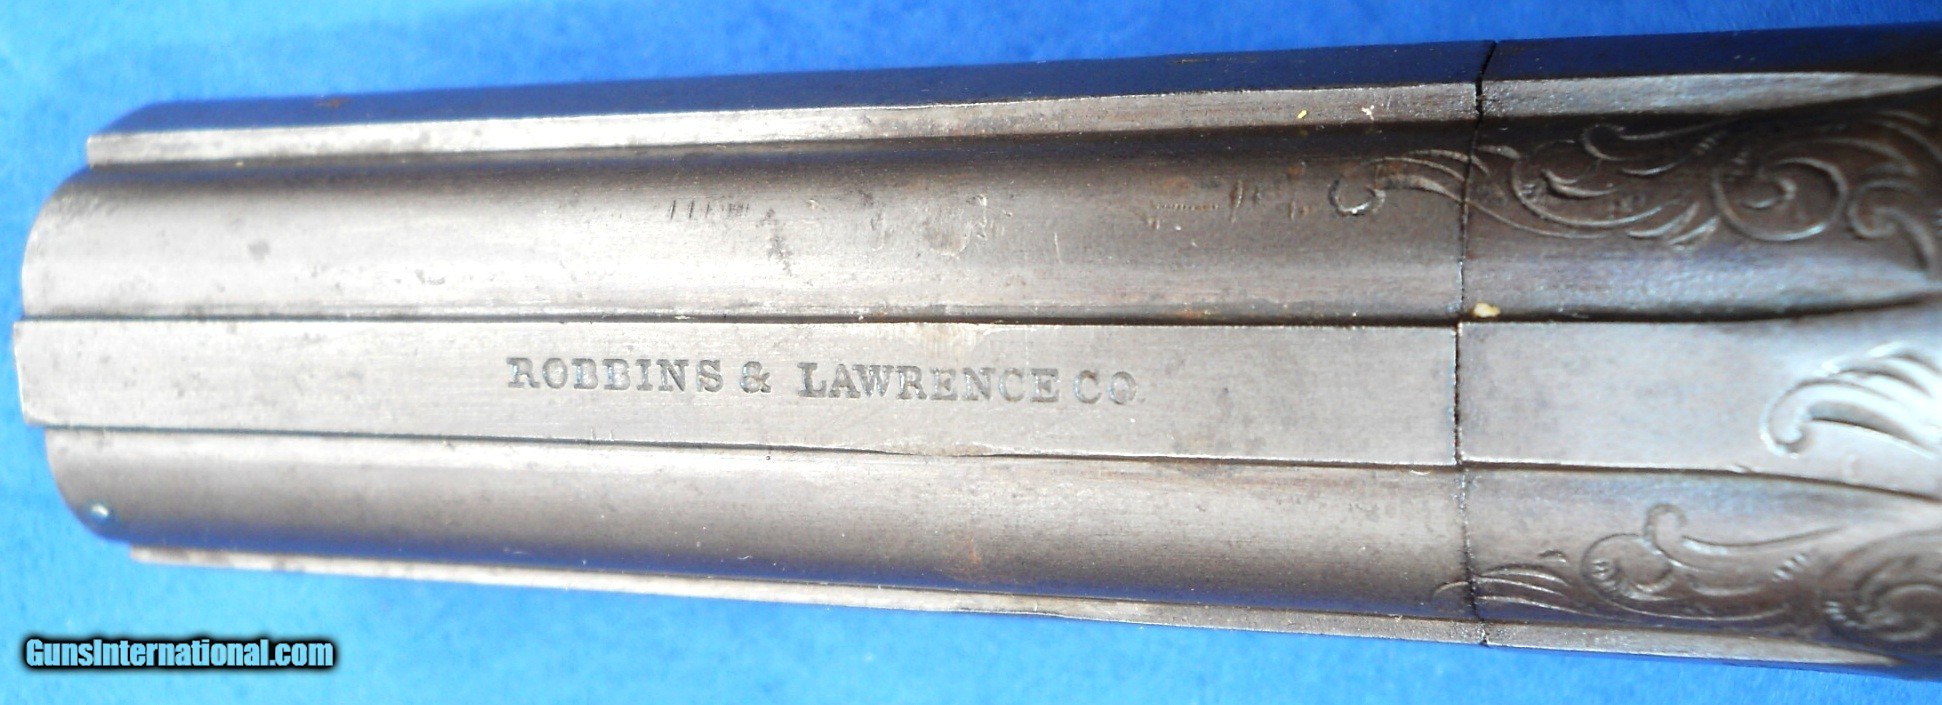 ROBBINS & LAWRENCE CO.
GunsInternational.com